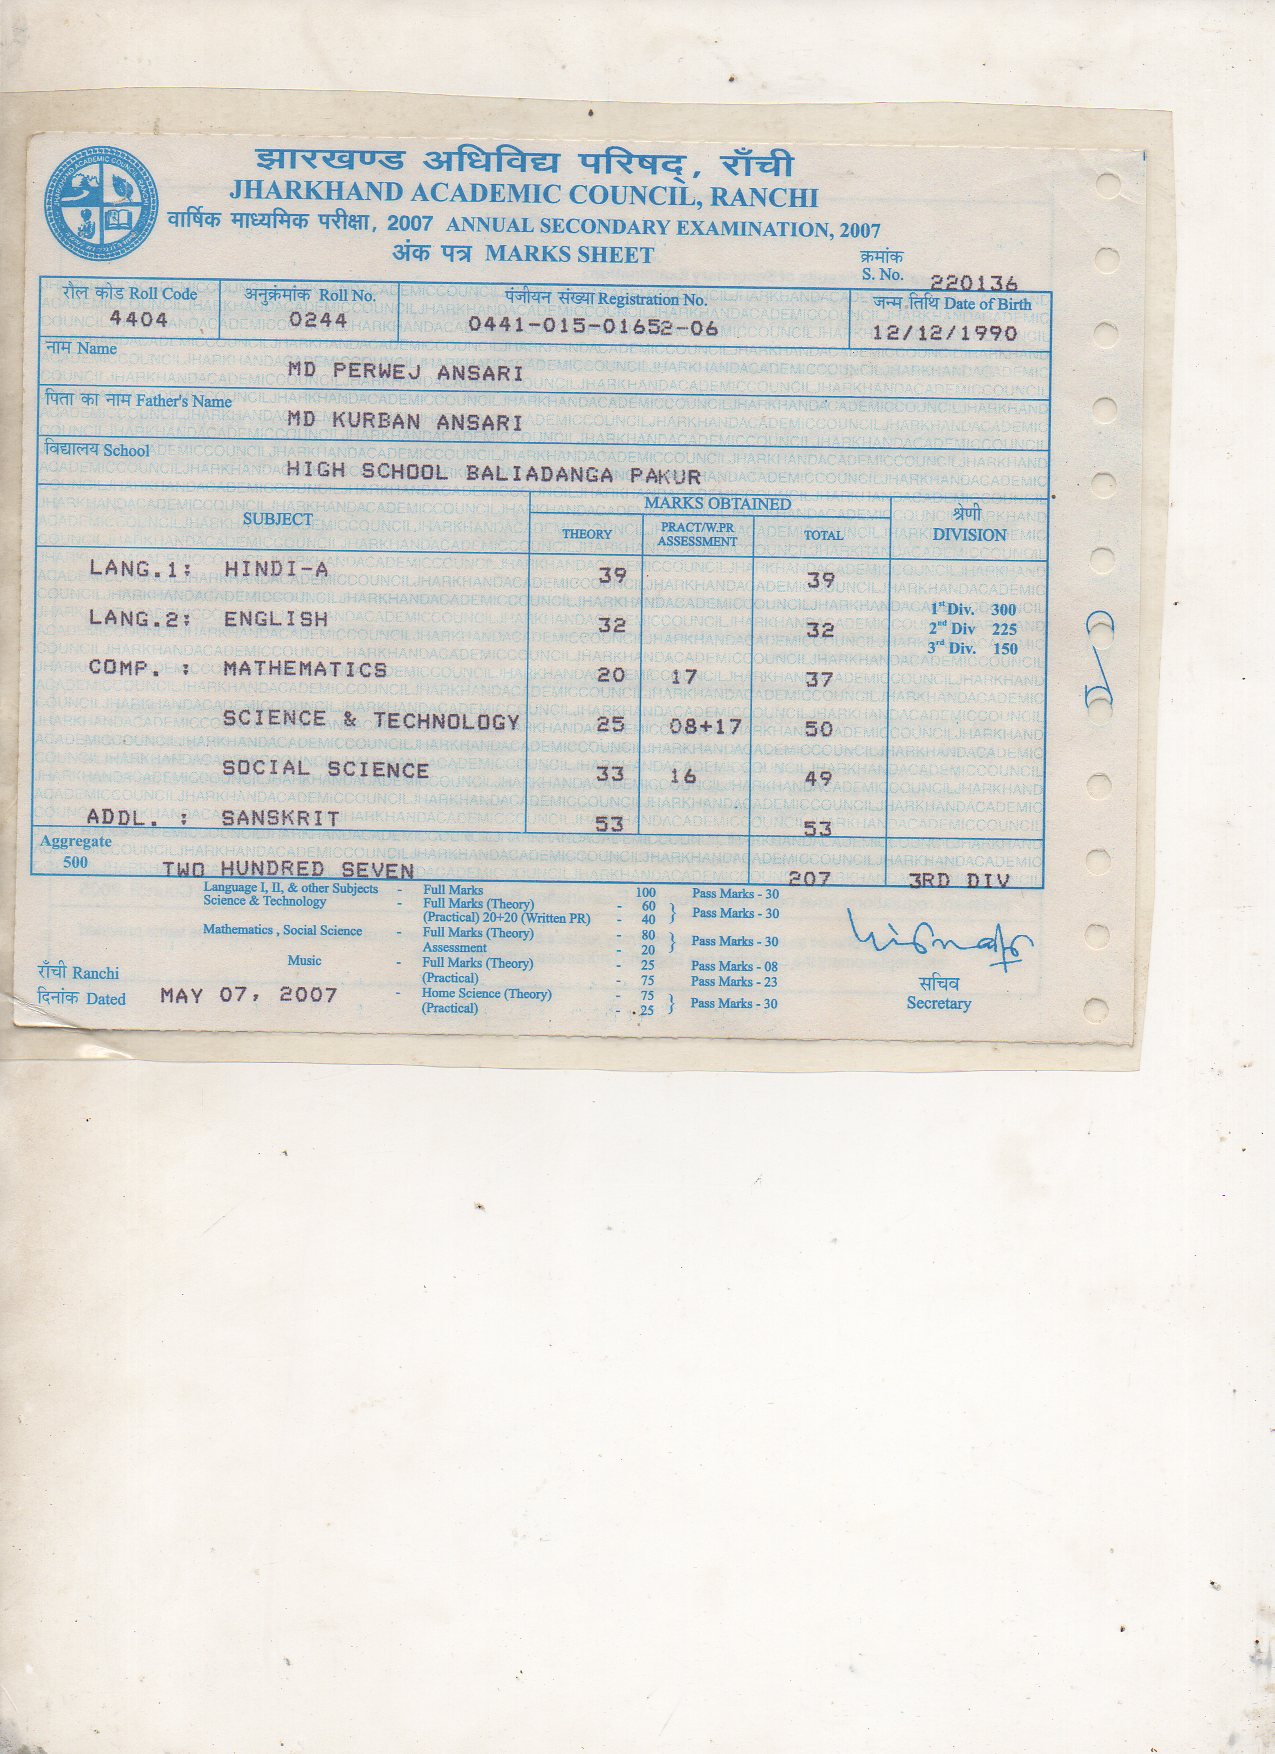 झारखण्ड अधिविद्य परिषद्, राँची
JHARKHAND ACADEMIC COUNCIL, RANCHI
वार्षिक माध्यमिक परीक्षा, 2007 ANNUAL SECONDARY EXAMINATION, 2007
अंक पत्र MARKS SHEET
क्रमांक
S. No. 220136
रौल कोड Roll Code अनुक्रंमांक Roll No. पंजीयन संख्या Registration No. जन्म तिथि Date of Birth
4404 0244 0441-015-01652-06 12/12/1990
नाम Name
MD PERWEJ ANSARI
पिता का नाम Father's Name
MD KURBAN ANSARI
विद्यालय School
HIGH SCHOOL BALIADANGA PAKUR
SUBJECT MARKS OBTAINED श्रेणी DIVISION
THEORY PRACT/W.PR ASSESSMENT TOTAL
LANG.1: HINDI-A 39 39
1st Div. 300
LANG.2: ENGLISH 32 32
2nd Div 225
3rd Div. 150
COMP. : MATHEMATICS 20 17 37
SCIENCE & TECHNOLOGY 25 08+17 50
SOCIAL SCIENCE 33 16 49
ADDL. : SANSKRIT 53 53
Aggregate
500 TWO HUNDRED SEVEN 207 3RD DIV
Language I, II, & other Subjects - Full Marks 100 Pass Marks - 30
Science & Technology - Full Marks (Theory) - 60
(Practical) 20+20 (Written PR) - 40 } Pass Marks - 30
Mathematics , Social Science - Full Marks (Theory) - 80
Assessment - 20 } Pass Marks - 30
Music - Full Marks (Theory) - 25 Pass Marks - 08
(Practical) - 75 Pass Marks - 23
- Home Science (Theory) - 75
(Practical) - 25 } Pass Marks - 30
राँची Ranchi
दिनांक Dated MAY 07, 2007
सचिव
Secretary